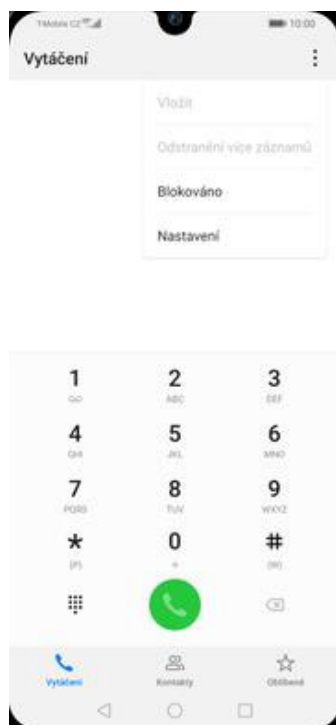 T-Mobile CZ 10:00
Vytáčení
Vložit
Odstranění více záznamů
Blokováno
Nastavení
1 2 3
ABC DEF
4 5 6
GHI JKL MNO
7 8 9
PQRS TUV WXYZ
* 0 #
(P) + (W)
Vytáčení Kontakty Oblíbené